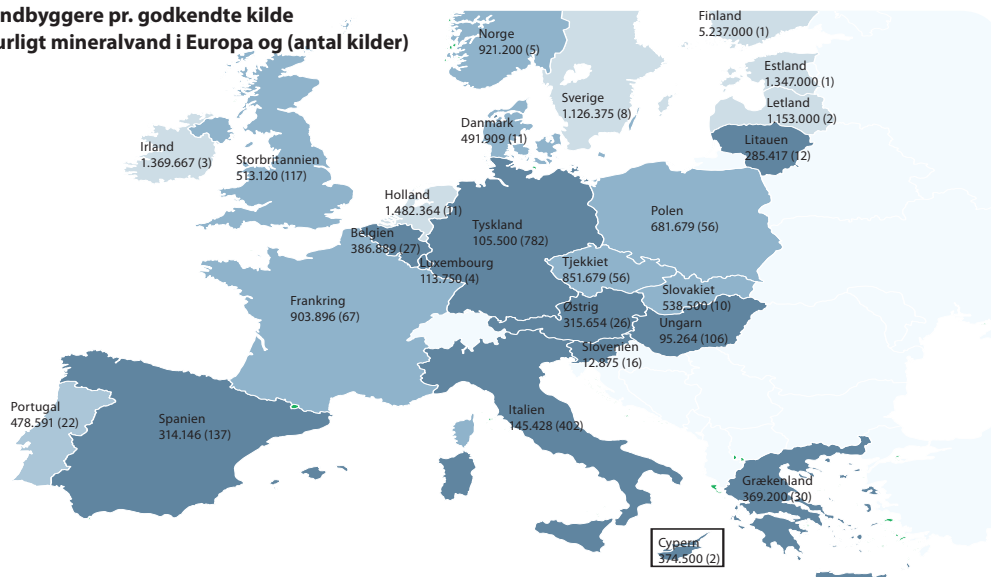 ndbyggere pr. godkendte kilde
urligt mineralvand i Europa og (antal kilder)
Norge
921.200 (5)
Finland
5.237.000 (1)
Estland
1.347.000 (1)
Letland
1.153.000 (2)
Litauen
285.417 (12)
Sverige
1.126.375 (8)
Danmark
491.909 (11)
Irland
1.369.667 (3)
Storbritannien
513.120 (117)
Holland
1.482.364 (11)
Belgien
386.889 (27)
Luxembourg
113.750 (4)
Tyskland
105.500 (782)
Polen
681.679 (56)
Tjekkiet
851.679 (56)
Slovakiet
538.500 (10)
Østrig
315.654 (26)
Ungarn
95.264 (106)
Slovenien
12.875 (16)
Frankring
903.896 (67)
Portugal
478.591 (22)
Spanien
314.146 (137)
Italien
145.428 (402)
Grækenland
369.200 (30)
Cypern
374.500 (2)